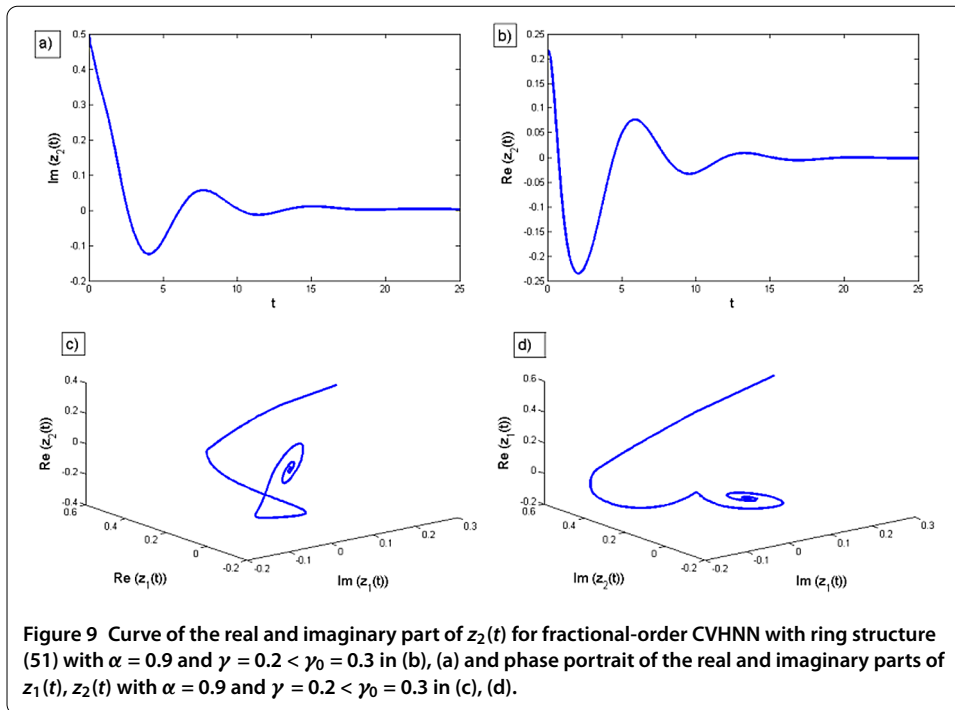 a)
0.5
0.4
0.3
0.2
0.1
0
-0.1
-0.2
Im (z₂(t))
0 5 10 15 20 25
t
b)
0.25
0.2
0.15
0.1
0.05
0
-0.05
-0.1
-0.15
-0.2
-0.25
Re (z₂(t))
0 5 10 15 20 25
t
c)
0.4
0.2
0
-0.2
-0.4
Re (z₂(t))
0.6
0.4
0.2
0
-0.2
Re (z₁(t))
-0.2
-0.1
0
0.1
0.2
0.3
Im (z₁(t))
d)
0.6
0.4
0.2
0
-0.2
Re (z₁(t))
0.6
0.4
0.2
0
-0.2
Im (z₂(t))
-0.2
-0.1
0
0.1
0.2
0.3
Im (z₁(t))
Figure 9 Curve of the real and imaginary part of z₂(t) for fractional-order CVHNN with ring structure
(51) with α = 0.9 and γ = 0.2 < γ₀ = 0.3 in (b), (a) and phase portrait of the real and imaginary parts of
z₁(t), z₂(t) with α = 0.9 and γ = 0.2 < γ₀ = 0.3 in (c), (d).